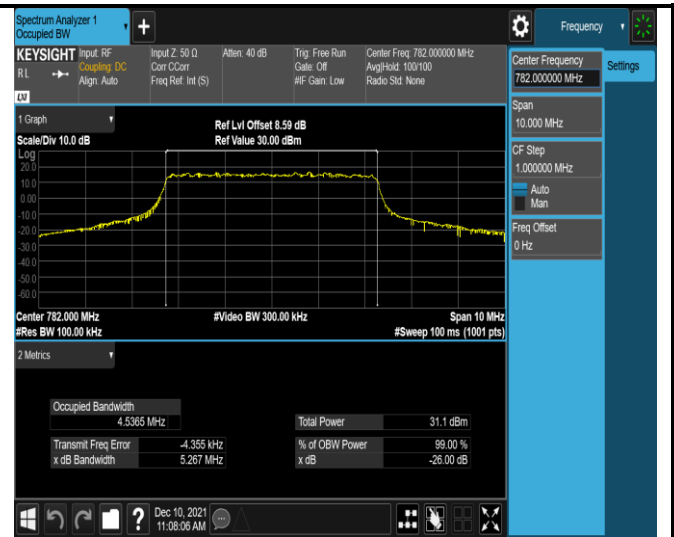 Spectrum Analyzer 1
Occupied BW
+
Frequency
KEYSIGHT
RL
LXI
Input: RF
Coupling: DC
Align: Auto
Input Z: 50 Ω
Corr CCorr
Freq Ref: Int (S)
Atten: 40 dB
Trig: Free Run
Gate: Off
#IF Gain: Low
Center Freq: 782.000000 MHz
Avg|Hold: 100/100
Radio Std: None
Center Frequency
782.000000 MHz
Settings
Span
10.000 MHz
CF Step
1.000000 MHz
Auto
Man
Freq Offset
0 Hz
1 Graph
Scale/Div 10.0 dB
Ref Lvl Offset 8.59 dB
Ref Value 30.00 dBm
Log
20.0
10.0
0.00
-10.0
-20.0
-30.0
-40.0
-50.0
-60.0
Center 782.000 MHz
#Video BW 300.00 kHz
Span 10 MHz
#Res BW 100.00 kHz
#Sweep 100 ms (1001 pts)
2 Metrics
Occupied Bandwidth
4.5365 MHz
Total Power 31.1 dBm
Transmit Freq Error -4.355 kHz
% of OBW Power 99.00 %
x dB Bandwidth 5.267 MHz
x dB -26.00 dB
?
Dec 10, 2021
11:08:06 AM